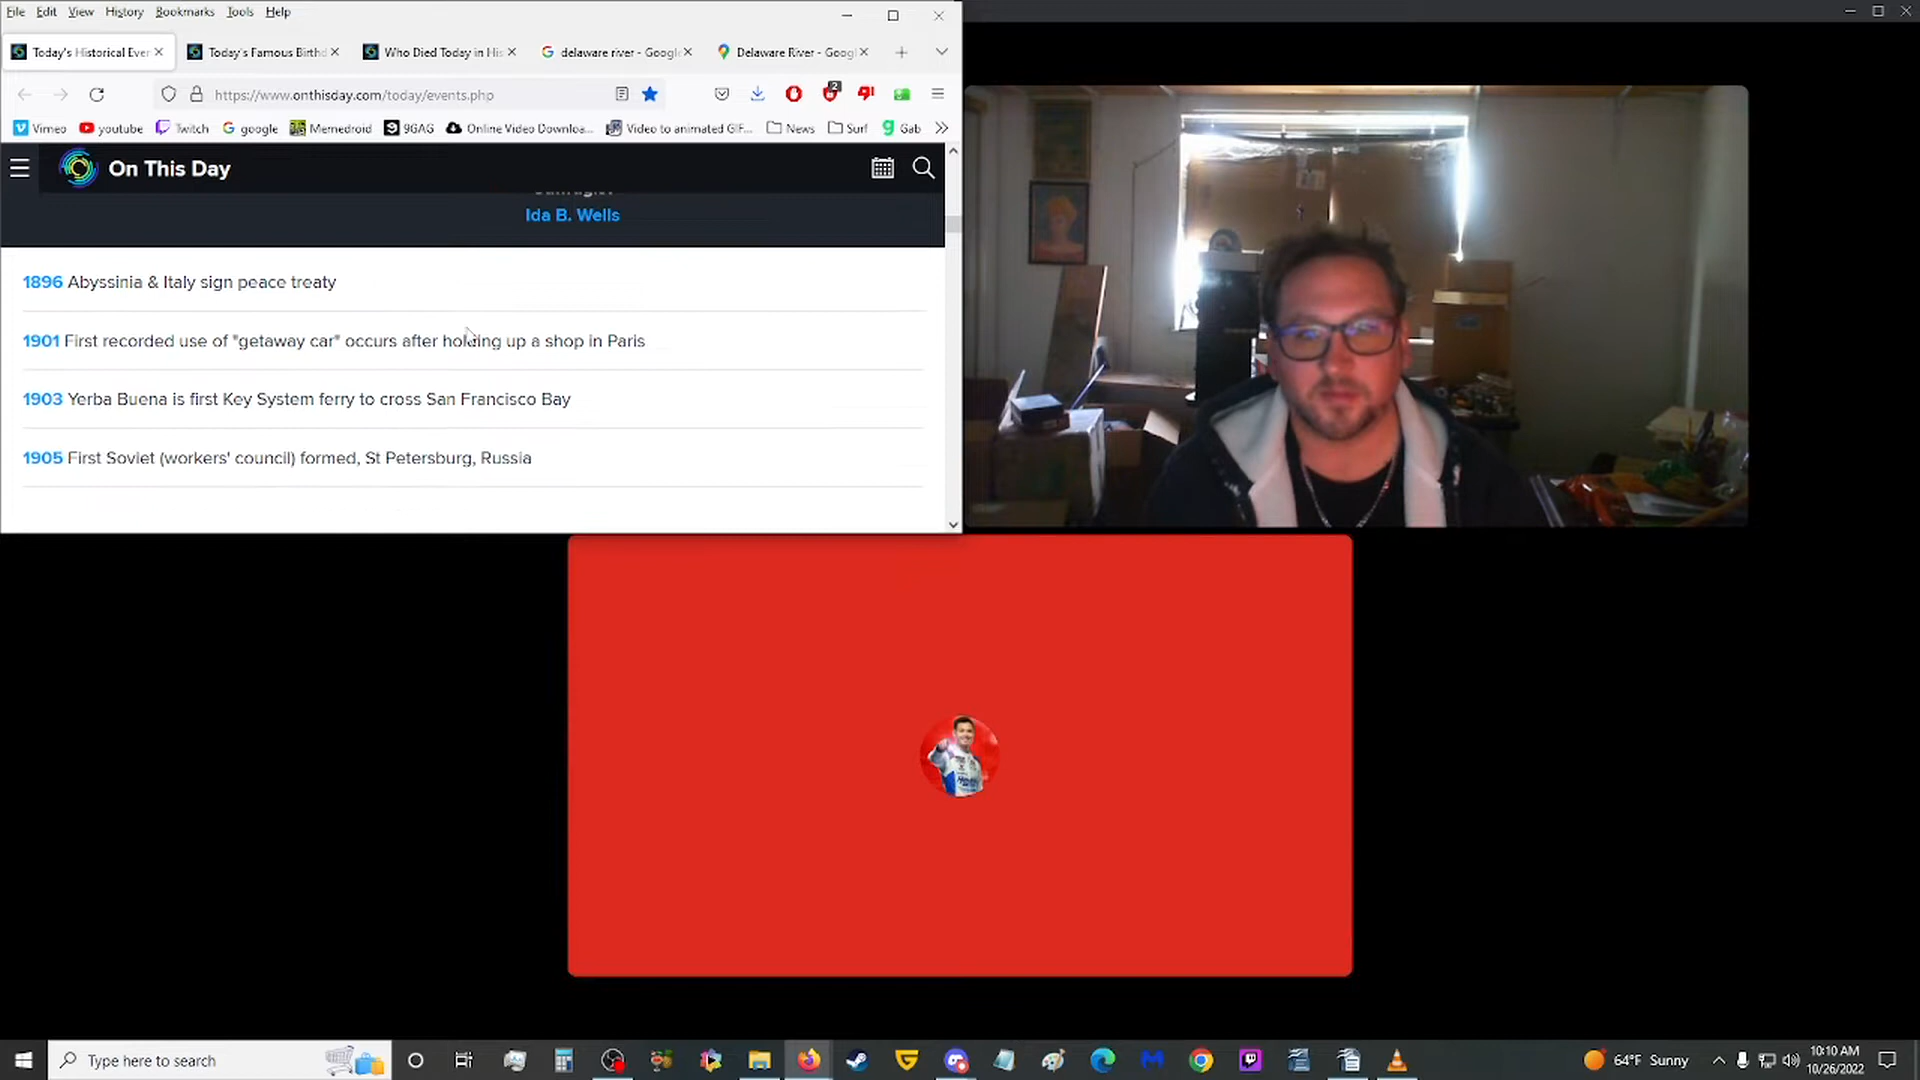 File Edit View History Bookmarks Tools Help
Today's Historical Ever
Today's Famous Birthd
Who Died Today in His
delaware river - Google
Delaware River - Googl
https://www.onthisday.com/today/events.php
2
Vimeo youtube Twitch google Memedroid 9GAG Online Video Downloa... Video to animated GIF... News Surf Gab
On This Day
Ida B. Wells
1896 Abyssinia & Italy sign peace treaty
1901 First recorded use of "getaway car" occurs after holding up a shop in Paris
1903 Yerba Buena is first Key System ferry to cross San Francisco Bay
1905 First Soviet (workers' council) formed, St Petersburg, Russia
Type here to search
64°F Sunny
10:10 AM
10/26/2022